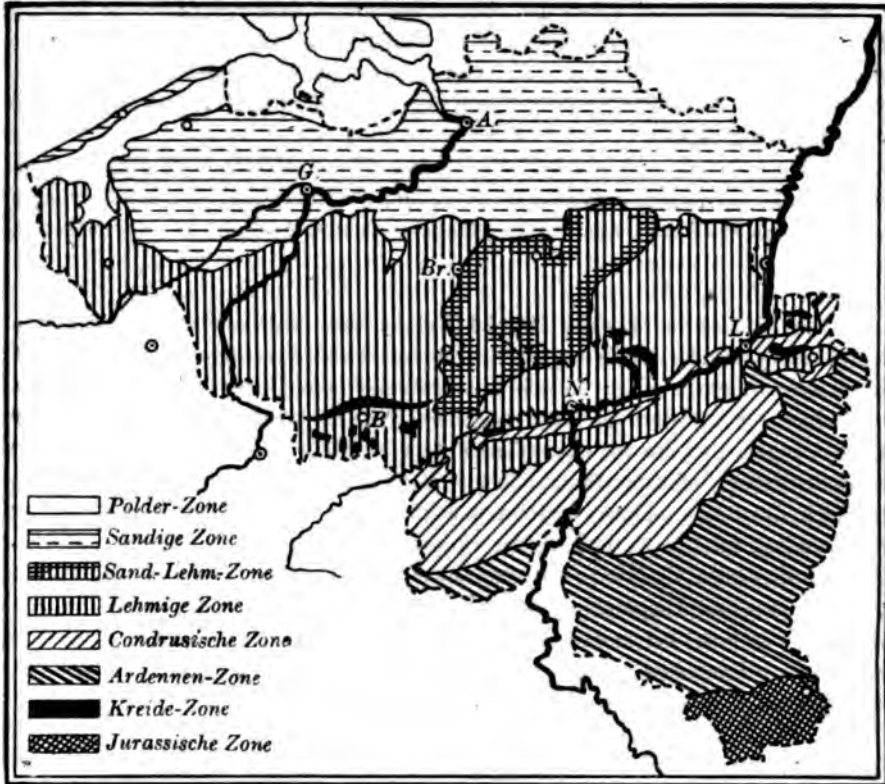 A.
G.
Br.
L.
N.
B
Polder-Zone
Sandige Zone
Sand-Lehm-Zone
Lehmige Zone
Condrusische Zone
Ardennen-Zone
Kreide-Zone
Jurassische Zone